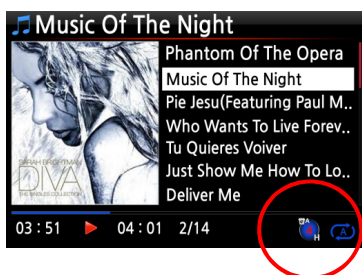 Music Of The Night
Phantom Of The Opera
Music Of The Night
Pie Jesu(Featuring Paul M..
Who Wants To Live Forev..
Tu Quieres Voiver
Just Show Me How To Lo..
Deliver Me
SARAH BRIGHTMAN
DIVA
THE SINGLES COLLECTION
03 : 51 04 : 01 2/14
A
H
A